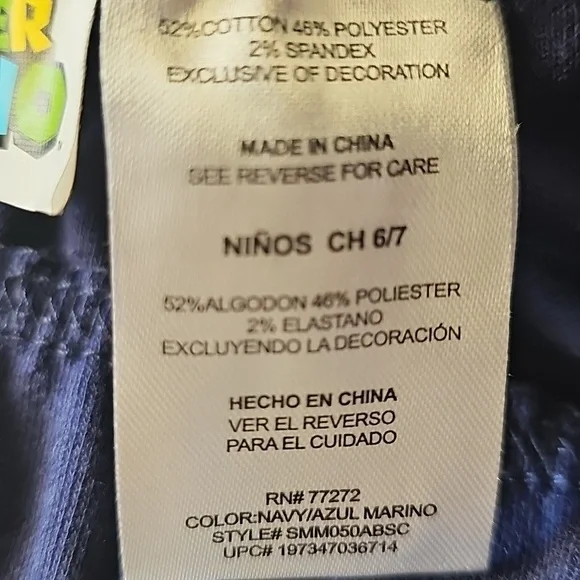 ER
IO
52%COTTON 46% POLYESTER
2% SPANDEX
EXCLUSIVE OF DECORATION
MADE IN CHINA
SEE REVERSE FOR CARE
NIÑOS CH 6/7
52%ALGODON 46% POLIESTER
2% ELASTANO
EXCLUYENDO LA DECORACIÓN
HECHO EN CHINA
VER EL REVERSO
PARA EL CUIDADO
RN# 77272
COLOR:NAVY/AZUL MARINO
STYLE# SMM050ABSC
UPC# 197347036714